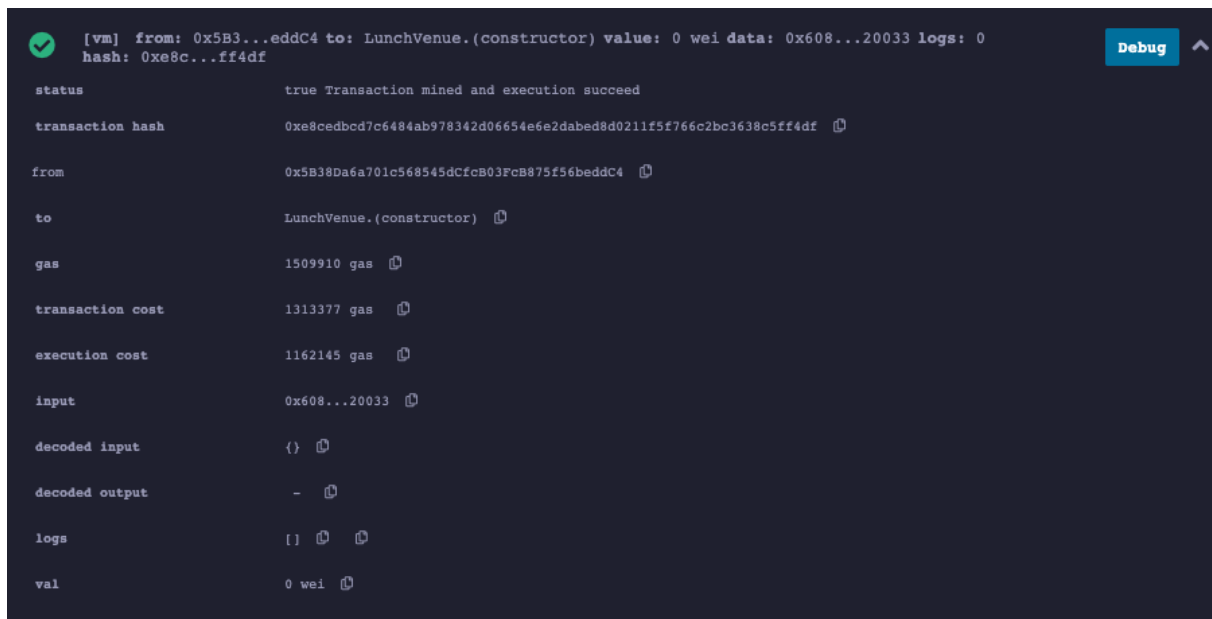 [vm] from: 0x5B3...eddC4 to: LunchVenue.(constructor) value: 0 wei data: 0x608...20033 logs: 0
hash: 0xe8c...ff4df
Debug
status true Transaction mined and execution succeed
transaction hash 0xe8cedbcd7c6484ab978342d06654e6e2dabed8d0211f5f766c2bc3638c5ff4df
from 0x5B38Da6a701c568545dCfcB03FcB875f56beddC4
to LunchVenue.(constructor)
gas 1509910 gas
transaction cost 1313377 gas
execution cost 1162145 gas
input 0x608...20033
decoded input {}
decoded output -
logs []
val 0 wei